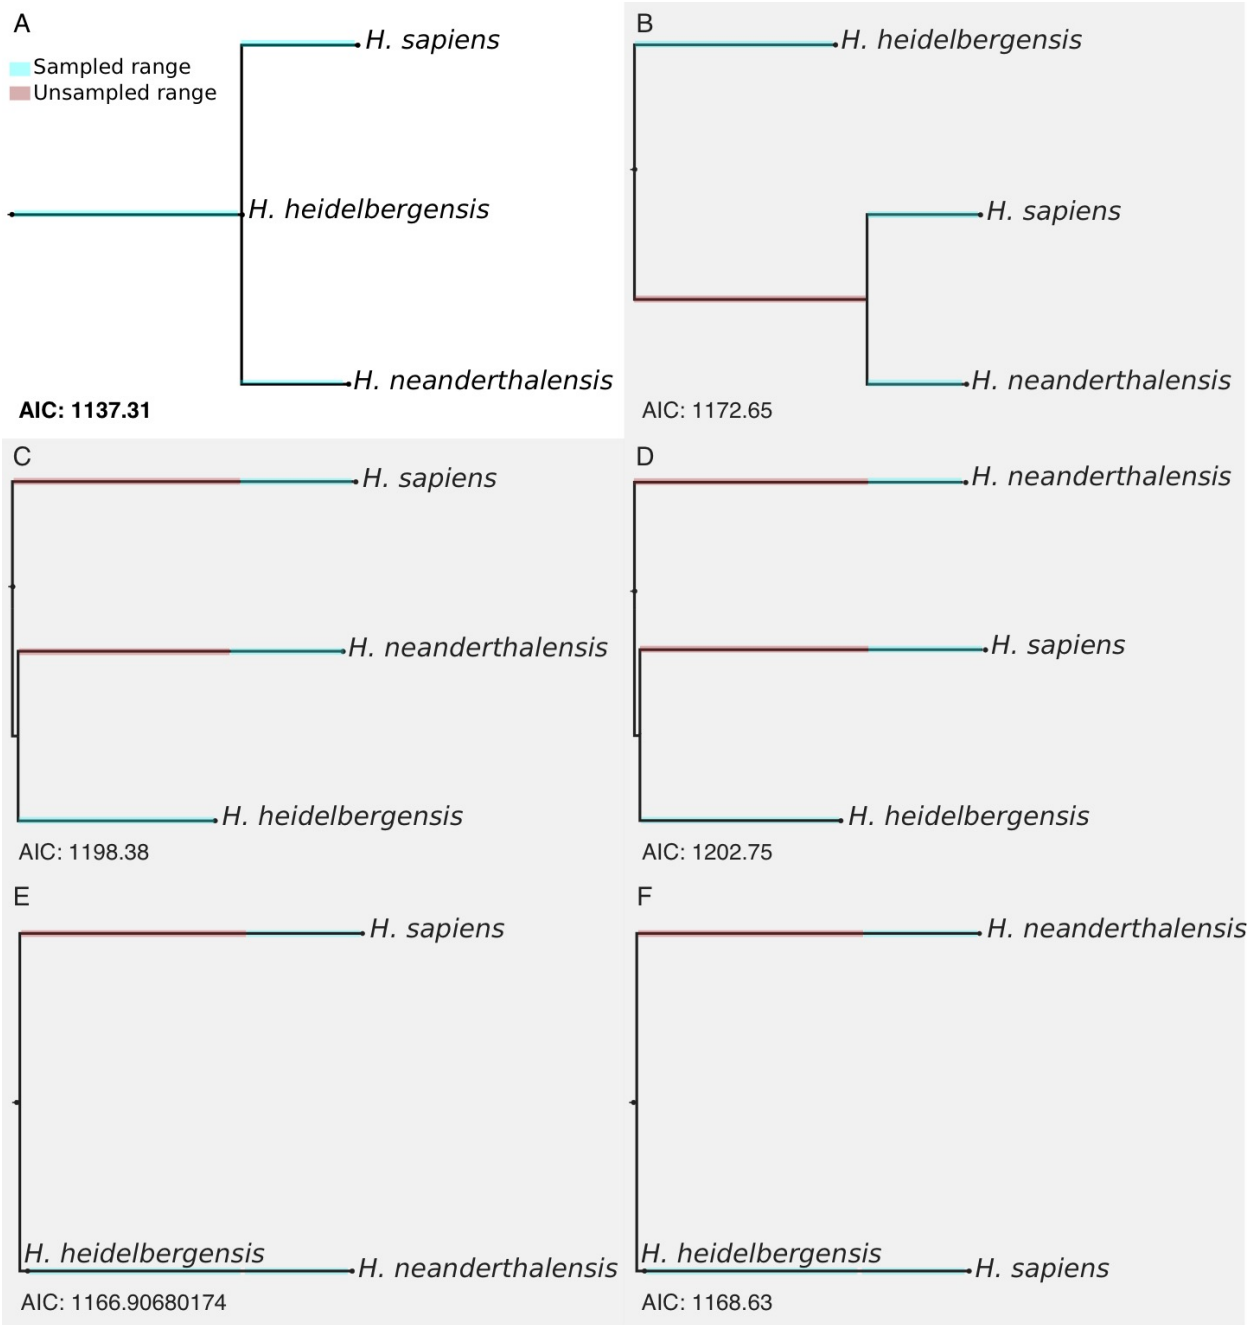 A
H. sapiens
Sampled range
Unsampled range
H. heidelbergensis
H. neanderthalensis
AIC: 1137.31
B
H. heidelbergensis
H. sapiens
H. neanderthalensis
AIC: 1172.65
C
H. sapiens
H. neanderthalensis
H. heidelbergensis
AIC: 1198.38
D
H. neanderthalensis
H. sapiens
H. heidelbergensis
AIC: 1202.75
E
H. sapiens
H. heidelbergensis
H. neanderthalensis
AIC: 1166.90680174
F
H. neanderthalensis
H. heidelbergensis
H. sapiens
AIC: 1168.63